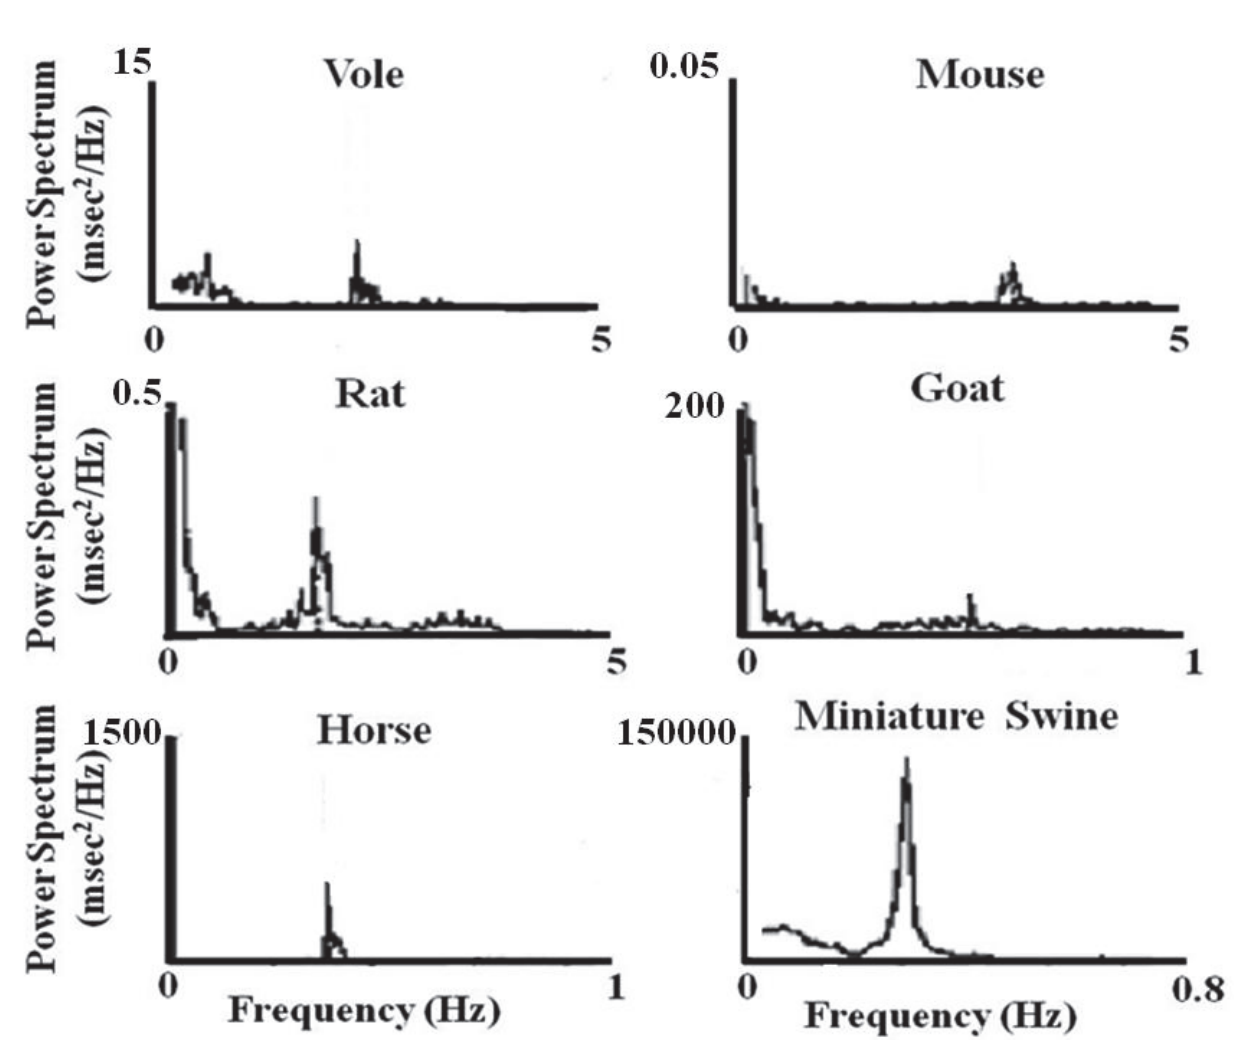 15
Vole
0.05
Mouse
Power Spectrum
(msec²/Hz)
0
5
0
5
0.5
Rat
200
Goat
Power Spectrum
(msec²/Hz)
0
5
0
1
1500
Horse
150000
Miniature Swine
Power Spectrum
(msec²/Hz)
0
1
0
0.8
Frequency (Hz)
Frequency (Hz)